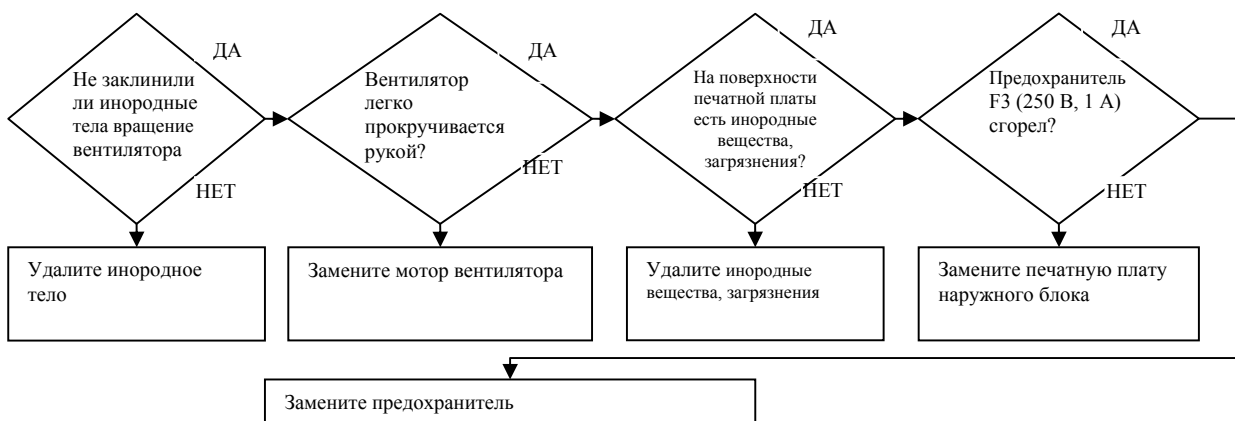 ДА
Не заклинили
ли инородные
тела вращение
вентилятора
НЕТ
Удалите инородное
тело
ДА
Вентилятор
легко
прокручивается
рукой?
НЕТ
Замените мотор вентилятора
ДА
На поверхности
печатной платы
есть инородные
вещества,
загрязнения?
НЕТ
Удалите инородные
вещества, загрязнения
ДА
Предохранитель
F3 (250 В, 1 А)
сгорел?
НЕТ
Замените печатную плату
наружного блока
Замените предохранитель